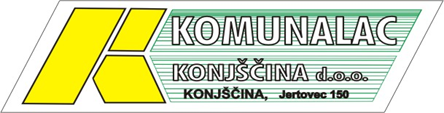 KOMUNALAC
KONJŠČINA d.o.o.
KONJŠČINA, Jertovec 150